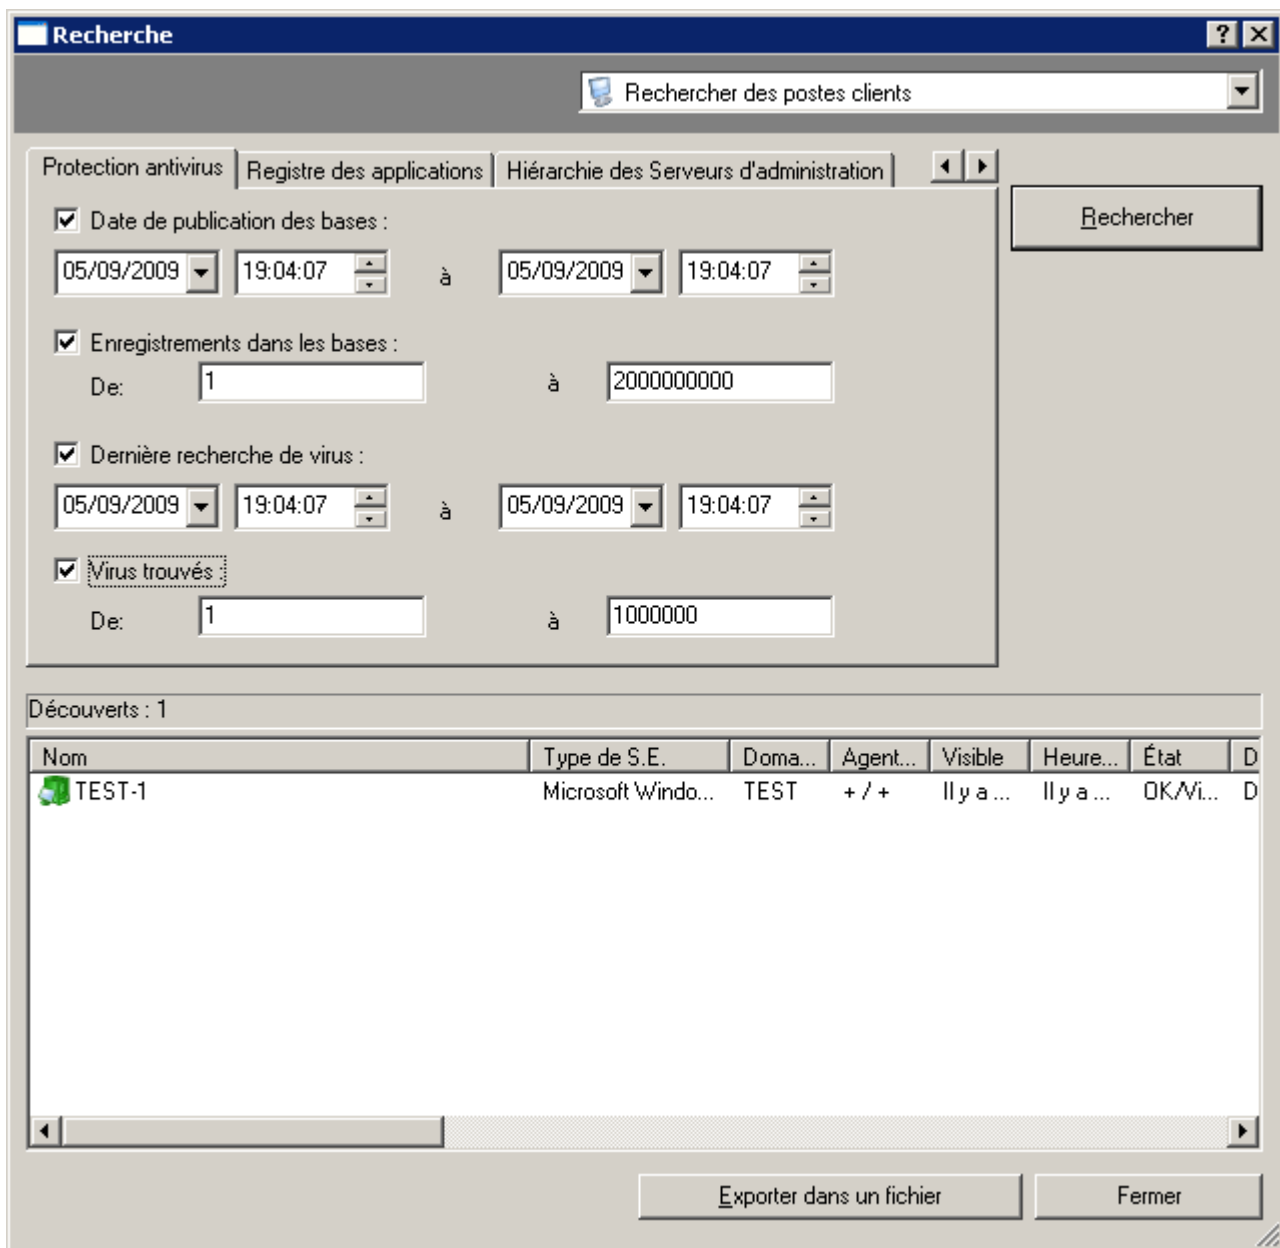 Recherche
Rechercher des postes clients
Protection antivirus Registre des applications Hiérarchie des Serveurs d'administration
Rechercher
Date de publication des bases :
05/09/2009 19:04:07 à 05/09/2009 19:04:07
Enregistrements dans les bases :
De: 1 à 2000000000
Dernière recherche de virus :
05/09/2009 19:04:07 à 05/09/2009 19:04:07
Virus trouvés :
De: 1 à 1000000
Découverts : 1
Nom Type de S.E. Doma... Agent... Visible Heure... État D
TEST-1 Microsoft Windo... TEST + / + Il y a ... Il y a ... OK/Vi... D
Exporter dans un fichier Fermer